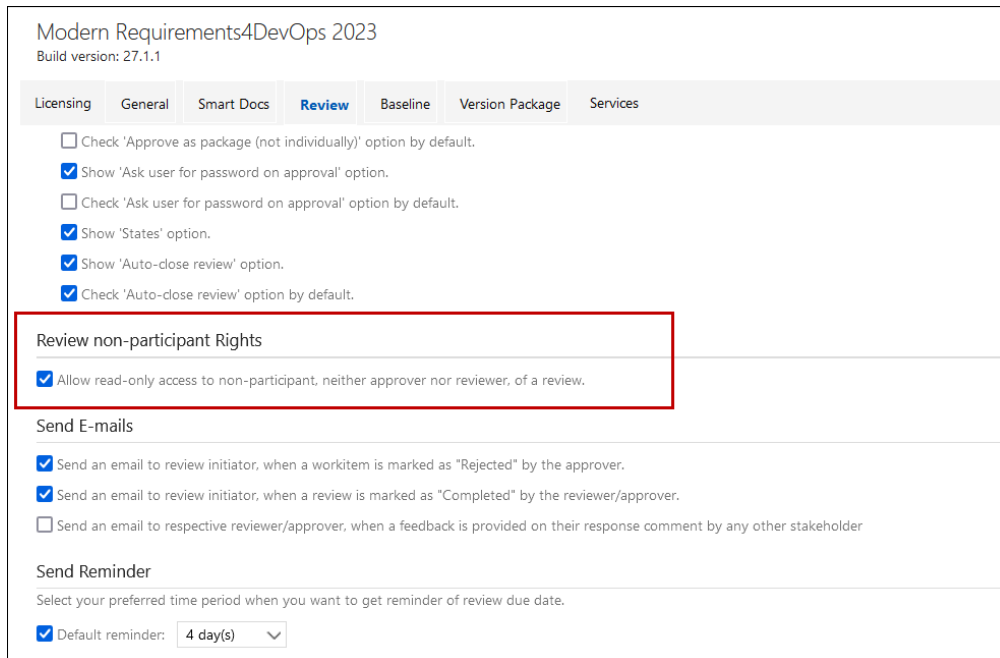 Modern Requirements4DevOps 2023
Build version: 27.1.1
Licensing General Smart Docs Review Baseline Version Package Services
Check 'Approve as package (not individually)' option by default.
Show 'Ask user for password on approval' option.
Check 'Ask user for password on approval' option by default.
Show 'States' option.
Show 'Auto-close review' option.
Check 'Auto-close review' option by default.
Review non-participant Rights
Allow read-only access to non-participant, neither approver nor reviewer, of a review.
Send E-mails
Send an email to review initiator, when a workitem is marked as "Rejected" by the approver.
Send an email to review initiator, when a review is marked as "Completed" by the reviewer/approver.
Send an email to respective reviewer/approver, when a feedback is provided on their response comment by any other stakeholder
Send Reminder
Select your preferred time period when you want to get reminder of review due date.
Default reminder: 4 day(s)